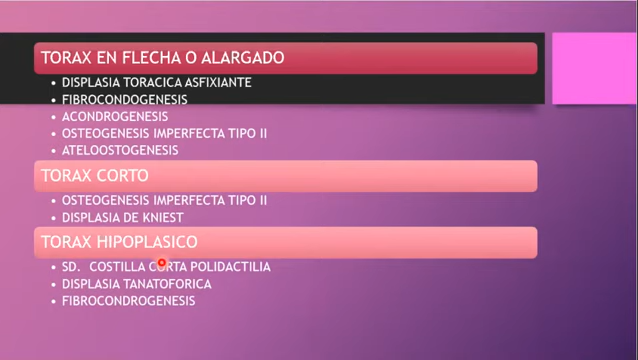 TORAX EN FLECHA O ALARGADO
• DISPLASIA TORACICA ASFIXIANTE
• FIBROCONDOGENESIS
• ACONDROGENESIS
• OSTEOGENESIS IMPERFECTA TIPO II
• ATELOOSTOGENESIS
TORAX CORTO
• OSTEOGENESIS IMPERFECTA TIPO II
• DISPLASIA DE KNIEST
TORAX HIPOPLASICO
• SD. COSTILLA CORTA POLIDACTILIA
• DISPLASIA TANATOFORICA
• FIBROCONDROGENESIS